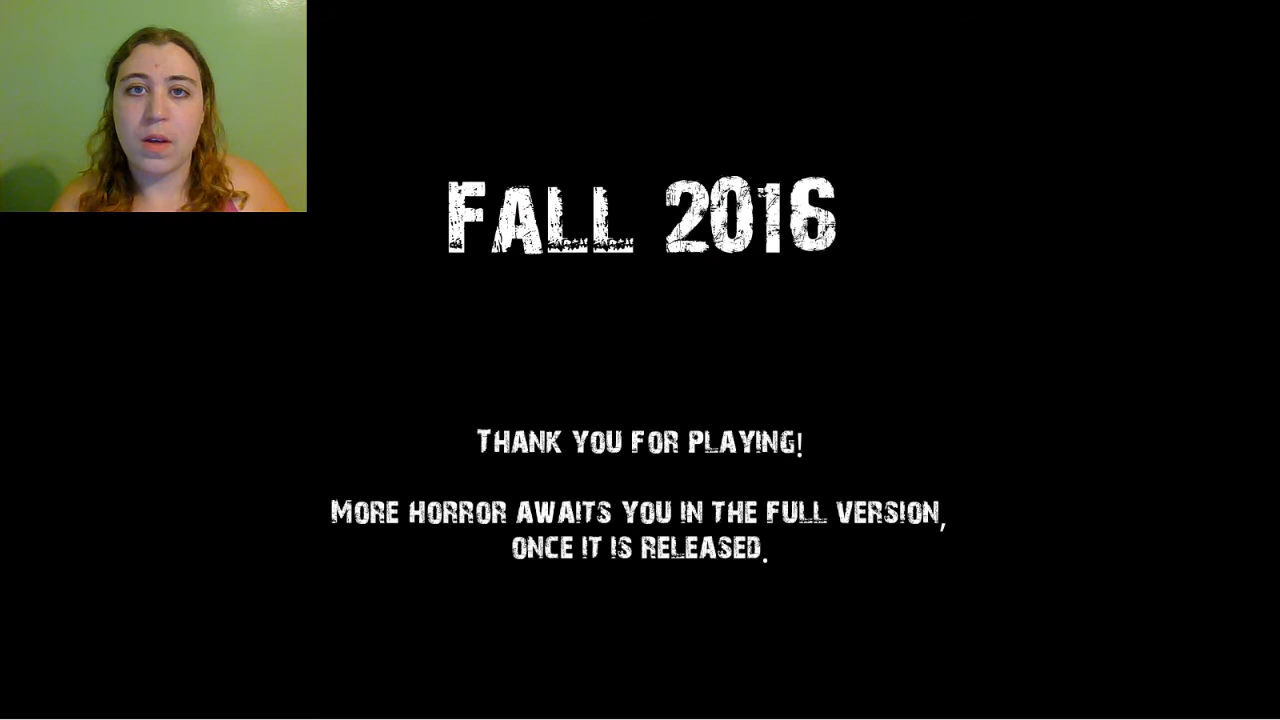 Fall 2016
Thank you for playing!
More horror awaits you in the full version,
once it is released.